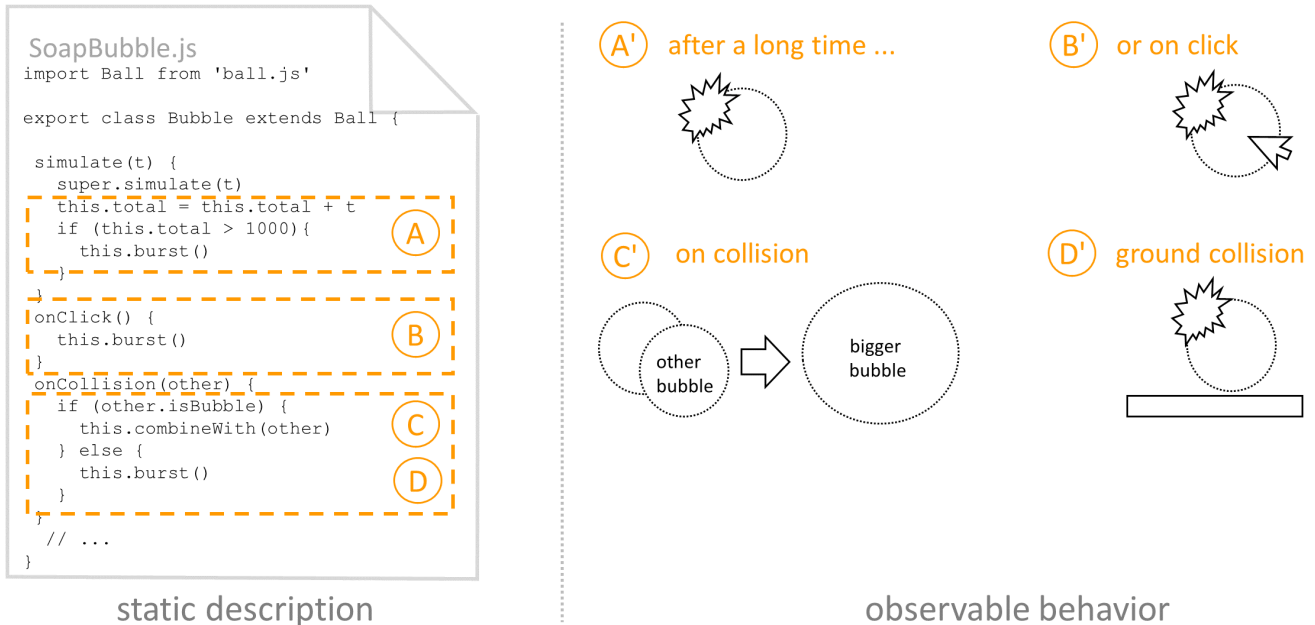 SoapBubble.js
import Ball from 'ball.js'
export class Bubble extends Ball {
simulate(t) {
super.simulate(t)
this.total = this.total + t
if (this.total > 1000){
this.burst()
}
}
A
onClick() {
this.burst()
}
B
onCollision(other) {
if (other.isBubble) {
this.combineWith(other)
} else {
this.burst()
}
}
C
D
// ...
}
static description
A' after a long time ...
B' or on click
C' on collision
other
bubble
bigger
bubble
D' ground collision
observable behavior